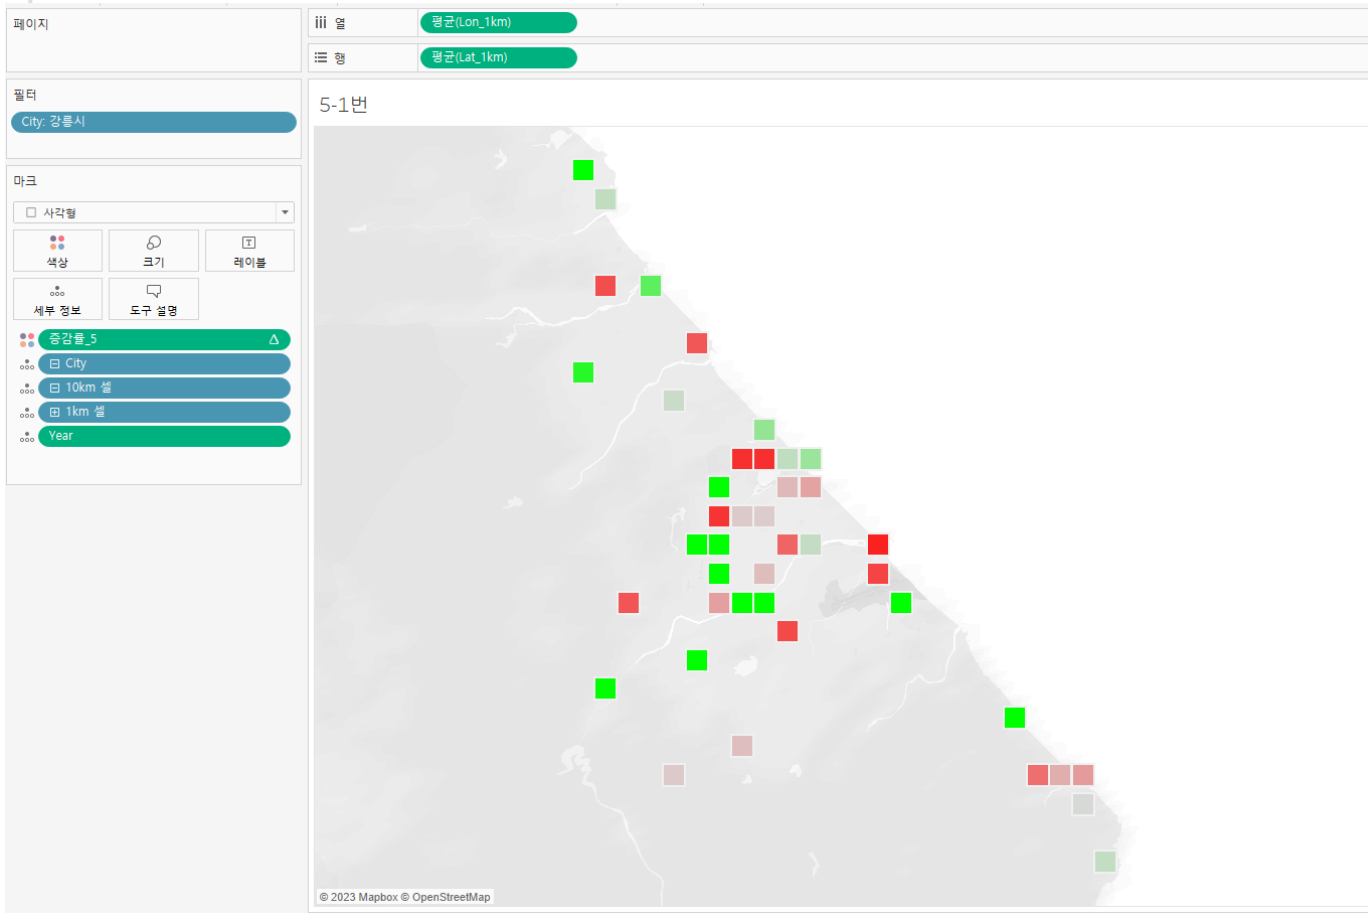 페이지
열
평균(Lon_1km)
행
평균(Lat_1km)
필터
City: 강릉시
5-1번
마크
사각형
색상
크기
레이블
세부 정보
도구 설명
증감률_5
City
10km 셀
1km 셀
Year
© 2023 Mapbox © OpenStreetMap